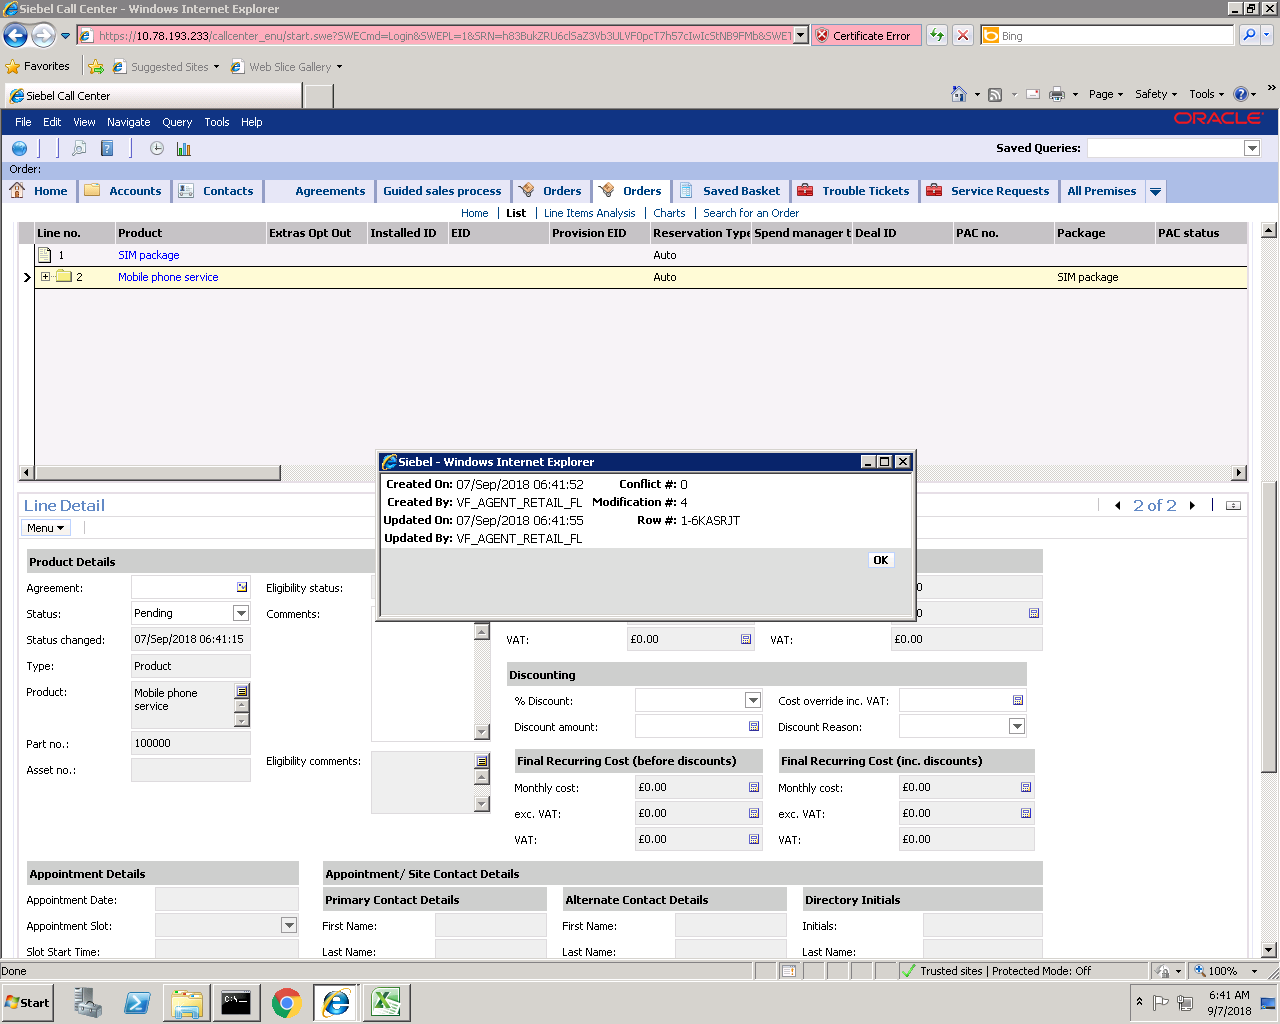 Siebel Call Center - Windows Internet Explorer
https://10.78.193.233/callcenter_enu/start.swe?SWECmd=Login&SWEPL=1&SRN=h83BukZRU6clSaZ3Vb3ULVF0pcT7h57cIwIcStNB9FMb&SWET
Certificate Error
Bing
Favorites
Suggested Sites
Web Slice Gallery
Siebel Call Center
Page
Safety
Tools
File Edit View Navigate Query Tools Help
ORACLE
Saved Queries:
Order:
Home
Accounts
Contacts
Agreements
Guided sales process
Orders
Orders
Saved Basket
Trouble Tickets
Service Requests
All Premises
Home | List | Line Items Analysis | Charts | Search for an Order
Line no. Product Extras Opt Out Installed ID EID Provision EID Reservation Type Spend manager t Deal ID PAC no. Package PAC status
1 SIM package Auto
2 Mobile phone service Auto SIM package
Siebel - Windows Internet Explorer
Created On: 07/Sep/2018 06:41:52 Conflict #: 0
Created By: VF_AGENT_RETAIL_FL Modification #: 4
Updated On: 07/Sep/2018 06:41:55 Row #: 1-6KASRJT
Updated By: VF_AGENT_RETAIL_FL
OK
Line Detail
2 of 2
Menu
Product Details
Agreement:
Status: Pending
Status changed: 07/Sep/2018 06:41:15
Type: Product
Product: Mobile phone service
Part no.: 100000
Asset no.:
Eligibility status:
Comments:
Eligibility comments:
VAT: £0.00
VAT: £0.00
Discounting
% Discount:
Cost override inc. VAT:
Discount amount:
Discount Reason:
Final Recurring Cost (before discounts)
Monthly cost: £0.00
exc. VAT: £0.00
VAT: £0.00
Final Recurring Cost (inc. discounts)
Monthly cost: £0.00
exc. VAT: £0.00
VAT: £0.00
Appointment Details
Appointment Date:
Appointment Slot:
Slot Start Time:
Appointment/ Site Contact Details
Primary Contact Details
First Name:
Last Name:
Alternate Contact Details
First Name:
Last Name:
Directory Initials
Initials:
Last Name:
Done
Trusted sites | Protected Mode: Off
100%
Start
6:41 AM
9/7/2018